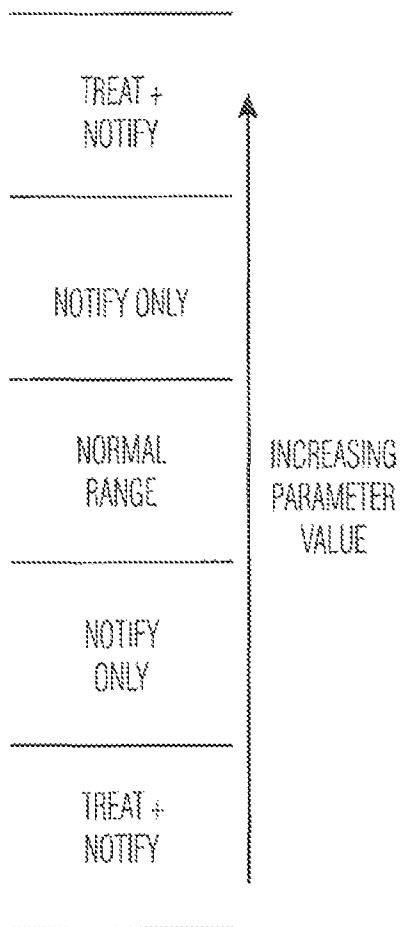 TREAT +
NOTIFY
NOTIFY ONLY
NORMAL
RANGE
INCREASING
PARAMETER
VALUE
NOTIFY
ONLY
TREAT +
NOTIFY